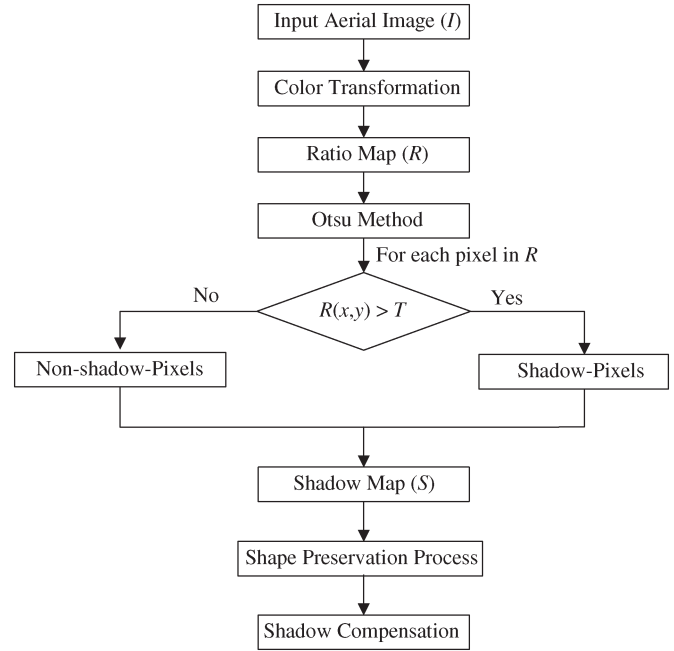 Input Aerial Image (I)
Color Transformation
Ratio Map (R)
Otsu Method
For each pixel in R
No
R(x,y) > T
Yes
Non-shadow-Pixels
Shadow-Pixels
Shadow Map (S)
Shape Preservation Process
Shadow Compensation